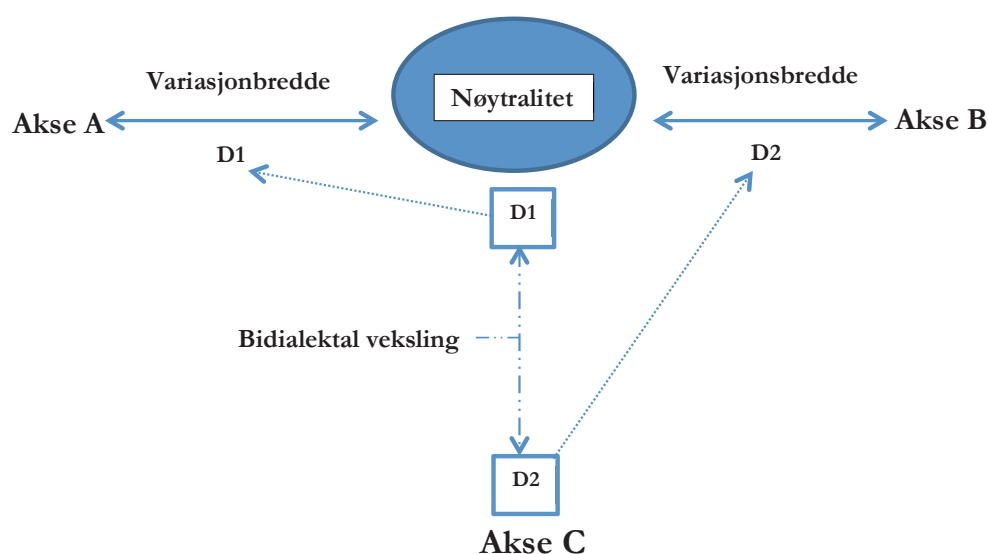 Variasjonbredde
Nøytralitet
Variasjonsbredde
Akse A
Akse B
D1
D2
D1
Bidialektal veksling
D2
Akse C